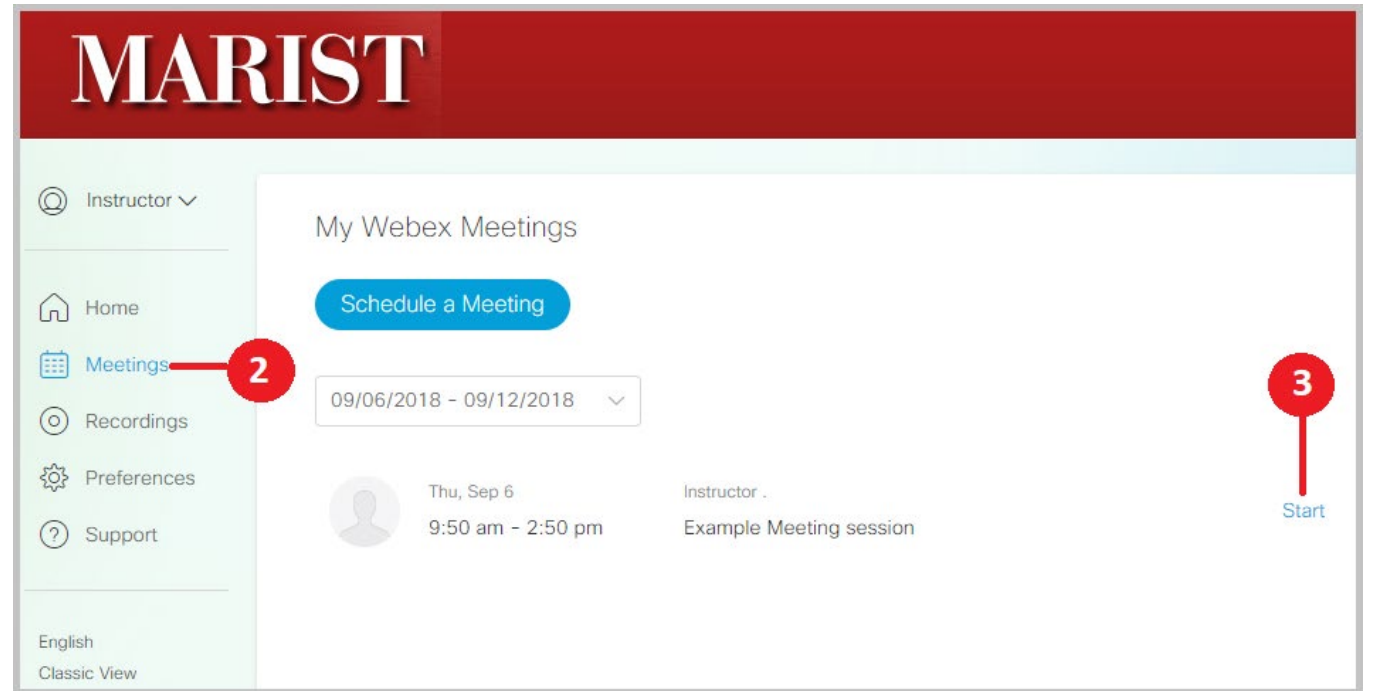 MARIST
Instructor
Home
Meetings
2
Recordings
Preferences
Support
English
Classic View
My Webex Meetings
Schedule a Meeting
09/06/2018 - 09/12/2018
3
Thu, Sep 6
9:50 am - 2:50 pm
Instructor .
Example Meeting session
Start